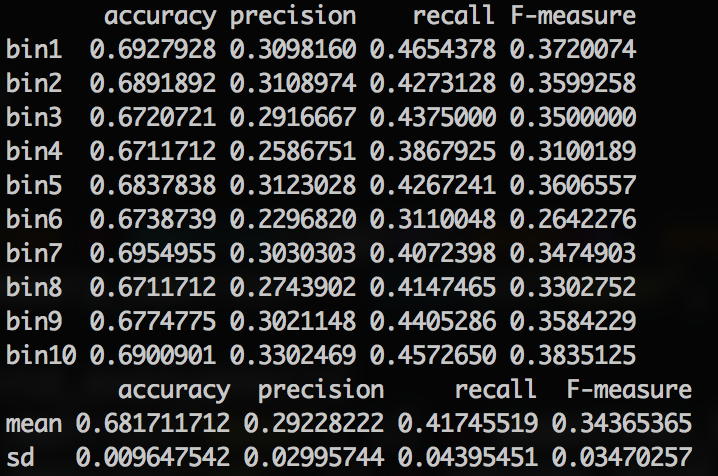 accuracy precision recall F-measure
bin1 0.6927928 0.3098160 0.4654378 0.3720074
bin2 0.6891892 0.3108974 0.4273128 0.3599258
bin3 0.6720721 0.2916667 0.4375000 0.3500000
bin4 0.6711712 0.2586751 0.3867925 0.3100189
bin5 0.6837838 0.3123028 0.4267241 0.3606557
bin6 0.6738739 0.2296820 0.3110048 0.2642276
bin7 0.6954955 0.3030303 0.4072398 0.3474903
bin8 0.6711712 0.2743902 0.4147465 0.3302752
bin9 0.6774775 0.3021148 0.4405286 0.3584229
bin10 0.6900901 0.3302469 0.4572650 0.3835125
accuracy precision recall F-measure
mean 0.681711712 0.29228222 0.41745519 0.34365365
sd 0.009647542 0.02995744 0.04395451 0.03470257